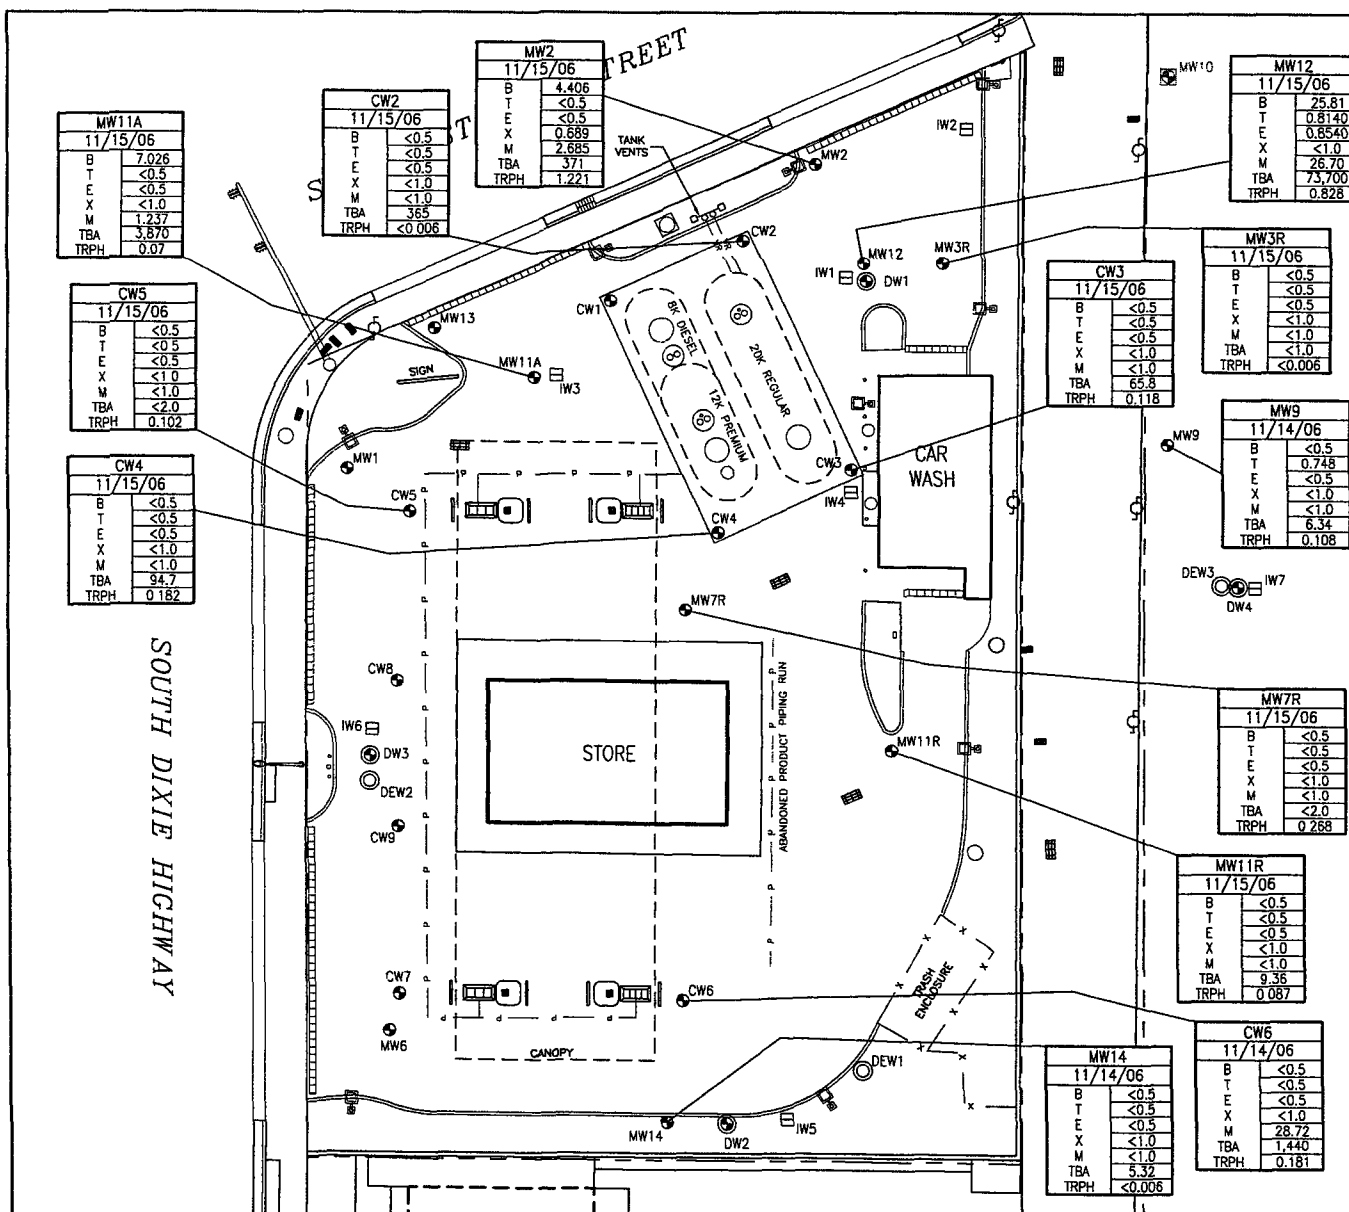 MW2
11/15/06
B 4.406
T <0.5
E <0.5
X 0.689
M 2.685
TBA 371
TRPH 1.221
TREET
ST
S
CW2
11/15/06
B <0.5
T <0.5
E <0.5
X <1.0
M <1.0
TBA 365
TRPH <0 006
MW11A
11/15/06
B 7.026
T <0.5
E <0.5
X <1.0
M 1.237
TBA 3,870
TRPH 0.07
CW5
11/15/06
B <0.5
T <0 5
E <0.5
X <1 0
M <1.0
TBA <2.0
TRPH 0.102
CW4
11/15/06
B <0.5
T <0.5
E <0.5
X <1.0
M <1.0
TBA 94.7
TRPH 0 182
MW12
11/15/06
B 25.81
T 0.8140
E 0.8540
X <1.0
M 26.70
TBA 73,700
TRPH 0.828
MW3R
11/15/06
B <0.5
T <0.5
E <0.5
X <1.0
M <1.0
TBA <1.0
TRPH <0.006
CW3
11/15/06
B <0.5
T <0.5
E <0.5
X <1.0
M <1.0
TBA 65.8
TRPH 0.118
MW9
11/14/06
B <0.5
T 0.748
E <0.5
X <1.0
M <1.0
TBA 6.34
TRPH 0.108
MW7R
11/15/06
B <0.5
T <0.5
E <0.5
X <1.0
M <1.0
TBA <2.0
TRPH 0 268
MW11R
11/15/06
B <0.5
T <0.5
E <0 5
X <1.0
M <1.0
TBA 9.36
TRPH 0 087
CW6
11/14/06
B <0.5
T <0.5
E <0.5
X <1.0
M 28.72
TBA 1,440
TRPH 0.181
MW14
11/14/06
B <0.5
T <0.5
E <0.5
X <1.0
M <1.0
TBA 5.32
TRPH <0.006
MW10
IW2
TANK
VENTS
MW2
CW2
MW12
MW3R
IW1
DW1
CW1
MW13
8K DIESEL
20K REGULAR
12K PREMIUM
SIGN
MW11A
IW3
MW1
CW3
CAR
WASH
MW9
IW4
CW5
CW4
DEW3
IW7
DW4
MW7R
CW8
IW6
DW3
DEW2
CW9
STORE
ABANDONED PRODUCT PIPING RUN
MW11R
SOUTH DIXIE HIGHWAY
CW7
CW6
MW6
CANOPY
TRASH
ENCLOSURE
DEW1
MW14
DW2
IW5